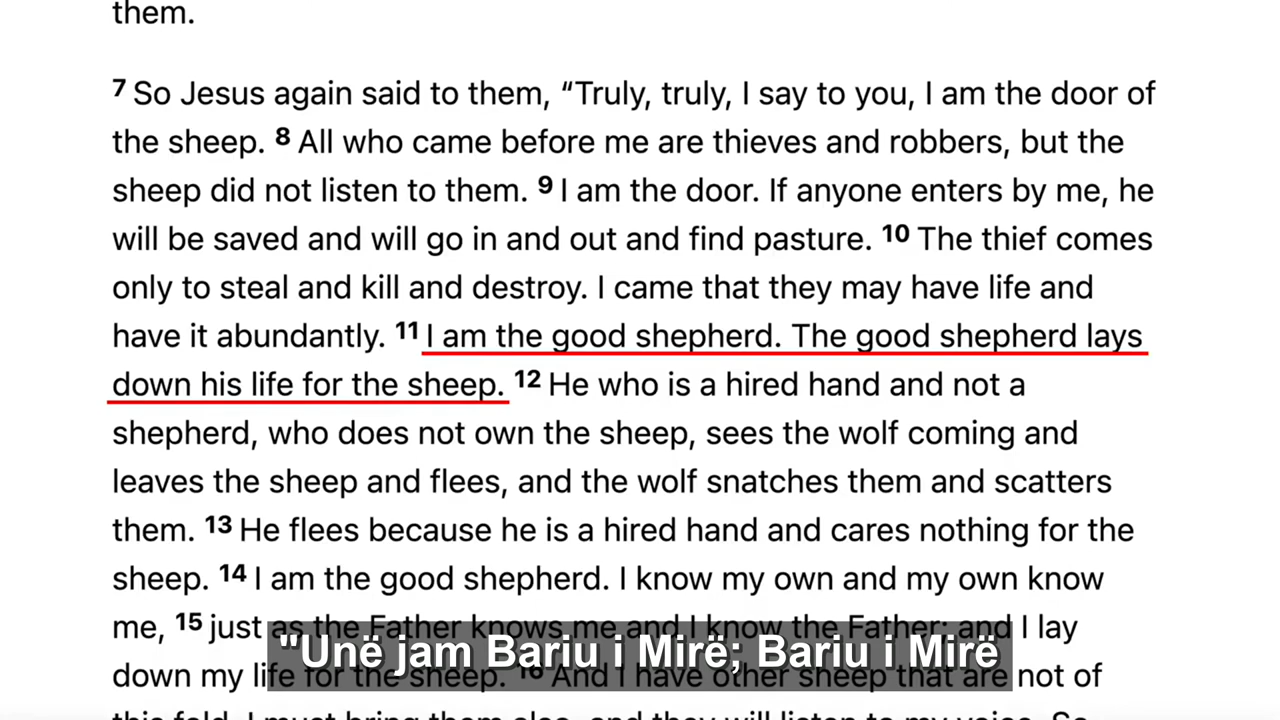 them.
7 So Jesus again said to them, “Truly, truly, I say to you, I am the door of
the sheep. 8 All who came before me are thieves and robbers, but the
sheep did not listen to them. 9 I am the door. If anyone enters by me, he
will be saved and will go in and out and find pasture. 10 The thief comes
only to steal and kill and destroy. I came that they may have life and
have it abundantly. 11 I am the good shepherd. The good shepherd lays
down his life for the sheep. 12 He who is a hired hand and not a
shepherd, who does not own the sheep, sees the wolf coming and
leaves the sheep and flees, and the wolf snatches them and scatters
them. 13 He flees because he is a hired hand and cares nothing for the
sheep. 14 I am the good shepherd. I know my own and my own know
me, 15 just as the Father knows me and I know the Father; and I lay
"Unë jam Bariu i Mirë; Bariu i Mirë
down my life for the sheep. 16 And I have other sheep that are not of
this fold. I must bring them also, and they will listen to my voice. So